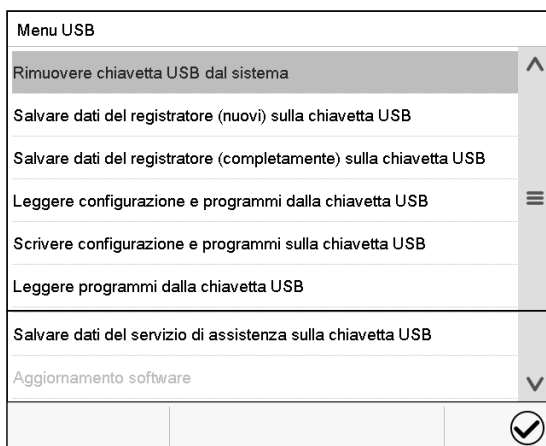 Menu USB
Rimuovere chiavetta USB dal sistema
Salvare dati del registratore (nuovi) sulla chiavetta USB
Salvare dati del registratore (completamente) sulla chiavetta USB
Leggere configurazione e programmi dalla chiavetta USB
Scrivere configurazione e programmi sulla chiavetta USB
Leggere programmi dalla chiavetta USB
Salvare dati del servizio di assistenza sulla chiavetta USB
Aggiornamento software